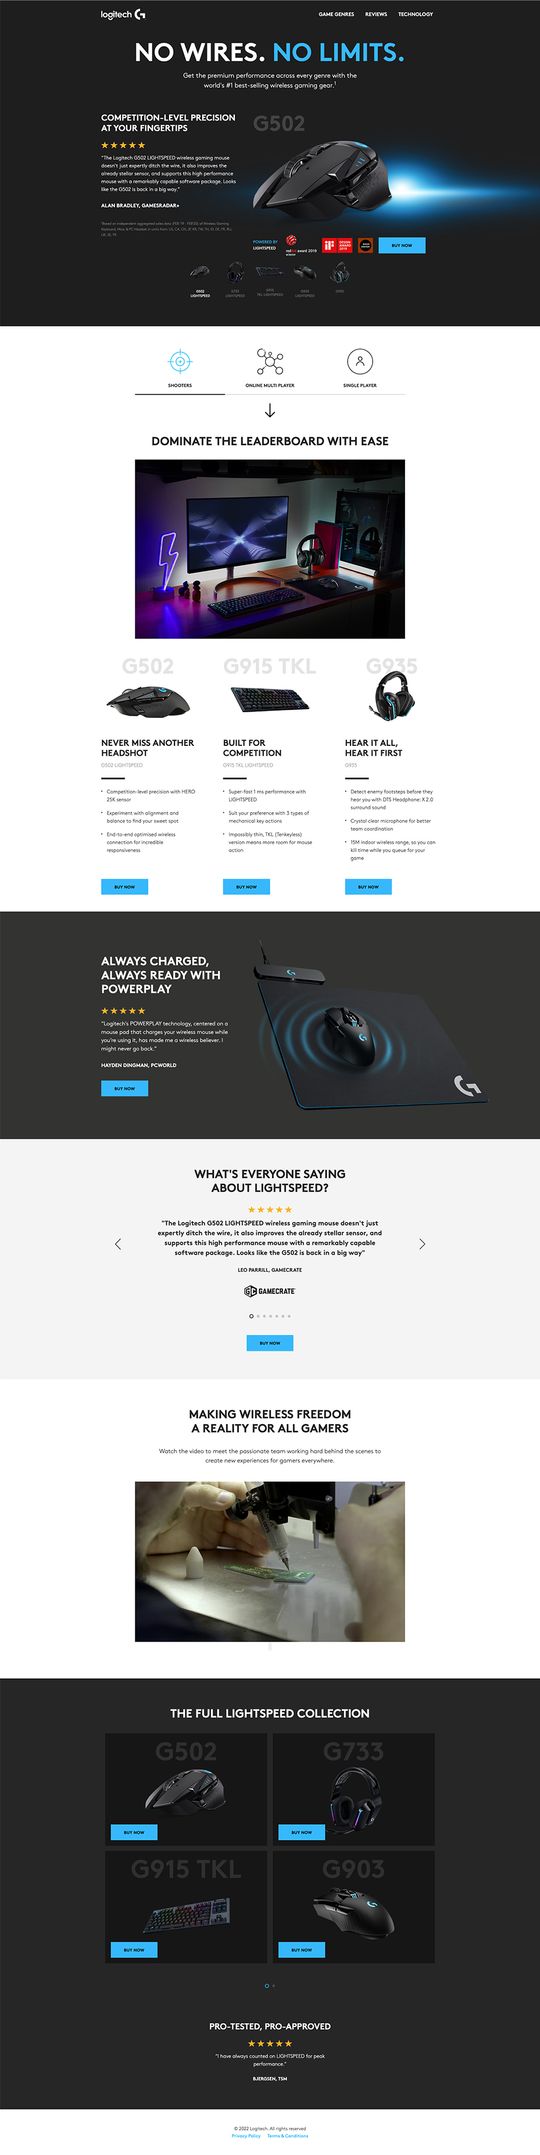 logitech G
GAME GENRES REVIEWS TECHNOLOGY
NO WIRES. NO LIMITS.
Get the premium performance across every genre with the
world's #1 best-selling wireless gaming gear.¹
COMPETITION-LEVEL PRECISION
AT YOUR FINGERTIPS
G502
"The Logitech G502 LIGHTSPEED wireless gaming mouse
doesn't just expertly ditch the wire, it also improves the
already stellar sensor, and supports this high performance
mouse with a remarkably capable software package. Looks
like the G502 is back in a big way."
ALAN BRADLEY, GAMESRADAR+
POWERED BY
LIGHTSPEED
reddot award 2019
winner
DESIGN
AWARD
2019
BUY NOW
G502
LIGHTSPEED
G733
LIGHTSPEED
G915
TKL LIGHTSPEED
G903
LIGHTSPEED
G935
SHOOTERS
ONLINE MULTI PLAYER
SINGLE PLAYER
DOMINATE THE LEADERBOARD WITH EASE
G502
NEVER MISS ANOTHER
HEADSHOT
G502 LIGHTSPEED
• Competition-level precision with HERO
25K sensor
• Experiment with alignment and
balance to find your sweet spot
• End-to-end optimised wireless
connection for incredible
responsiveness
BUY NOW
G915 TKL
BUILT FOR
COMPETITION
G915 TKL LIGHTSPEED
• Super-fast 1 ms performance with
LIGHTSPEED
• Suit your preference with 3 types of
mechanical key actions
• Impossibly thin, TKL (Tenkeyless)
version means more room for mouse
action
BUY NOW
G935
HEAR IT ALL,
HEAR IT FIRST
G935
• Detect enemy footsteps before they
hear you with DTS Headphone: X 2.0
surround sound
• Crystal clear microphone for better
team coordination
• 15M indoor wireless range, so you can
kill time while you queue for your
game
BUY NOW
ALWAYS CHARGED,
ALWAYS READY WITH
POWERPLAY
"Logitech's POWERPLAY technology, centered on a
mouse pad that charges your wireless mouse while
you're using it, has made me a wireless believer. I
might never go back."
HAYDEN DINGMAN, PCWORLD
BUY NOW
WHAT'S EVERYONE SAYING
ABOUT LIGHTSPEED?
"The Logitech G502 LIGHTSPEED wireless gaming mouse doesn't just
expertly ditch the wire, it also improves the already stellar sensor, and
supports this high performance mouse with a remarkably capable
software package. Looks like the G502 is back in a big way"
LEO PARRILL, GAMECRATE
GAMECRATE
BUY NOW
MAKING WIRELESS FREEDOM
A REALITY FOR ALL GAMERS
Watch the video to meet the passionate team working hard behind the scenes to
create new experiences for gamers everywhere.
THE FULL LIGHTSPEED COLLECTION
G502
BUY NOW
G733
BUY NOW
G915 TKL
BUY NOW
G903
BUY NOW
PRO-TESTED, PRO-APPROVED
"I have always counted on LIGHTSPEED for peak
performance."
BJERGSEN, TSM
© 2022 Logitech. All rights reserved
Privacy Policy Terms & Conditions